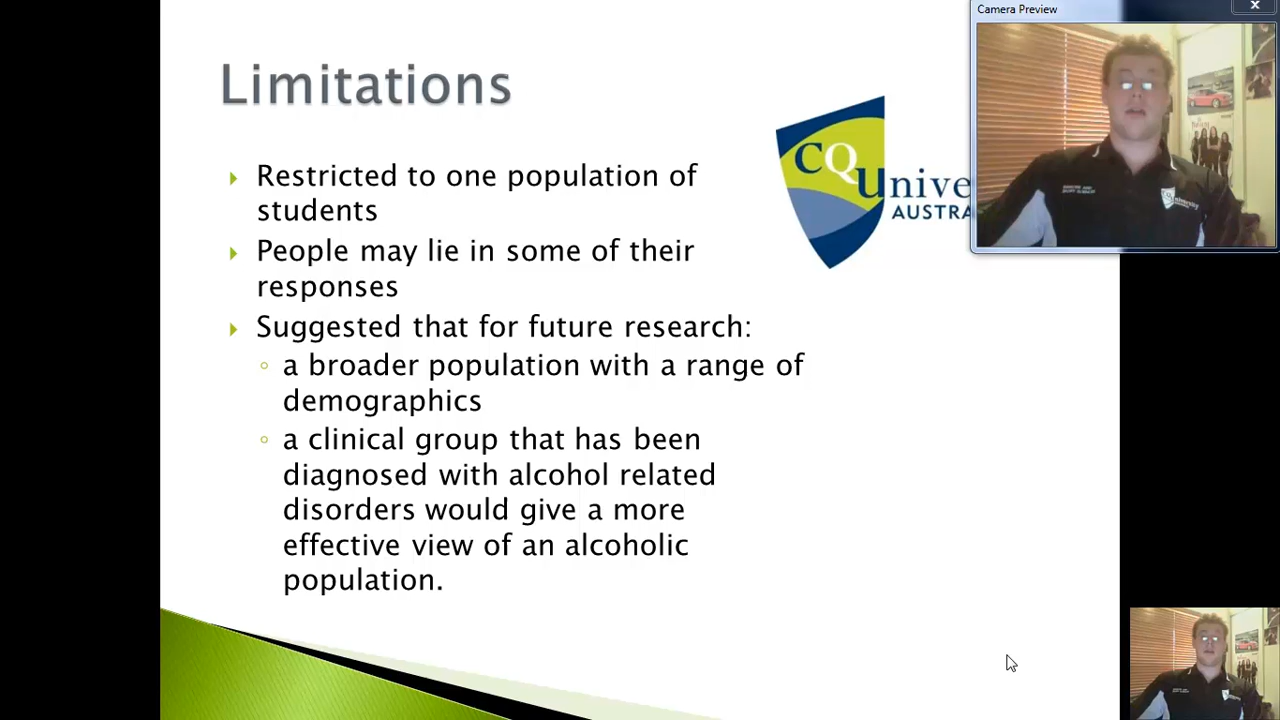 Camera Preview
Limitations
CQUnive
AUSTRA
Restricted to one population of
students
People may lie in some of their
responses
Suggested that for future research:
a broader population with a range of
demographics
a clinical group that has been
diagnosed with alcohol related
disorders would give a more
effective view of an alcoholic
population.